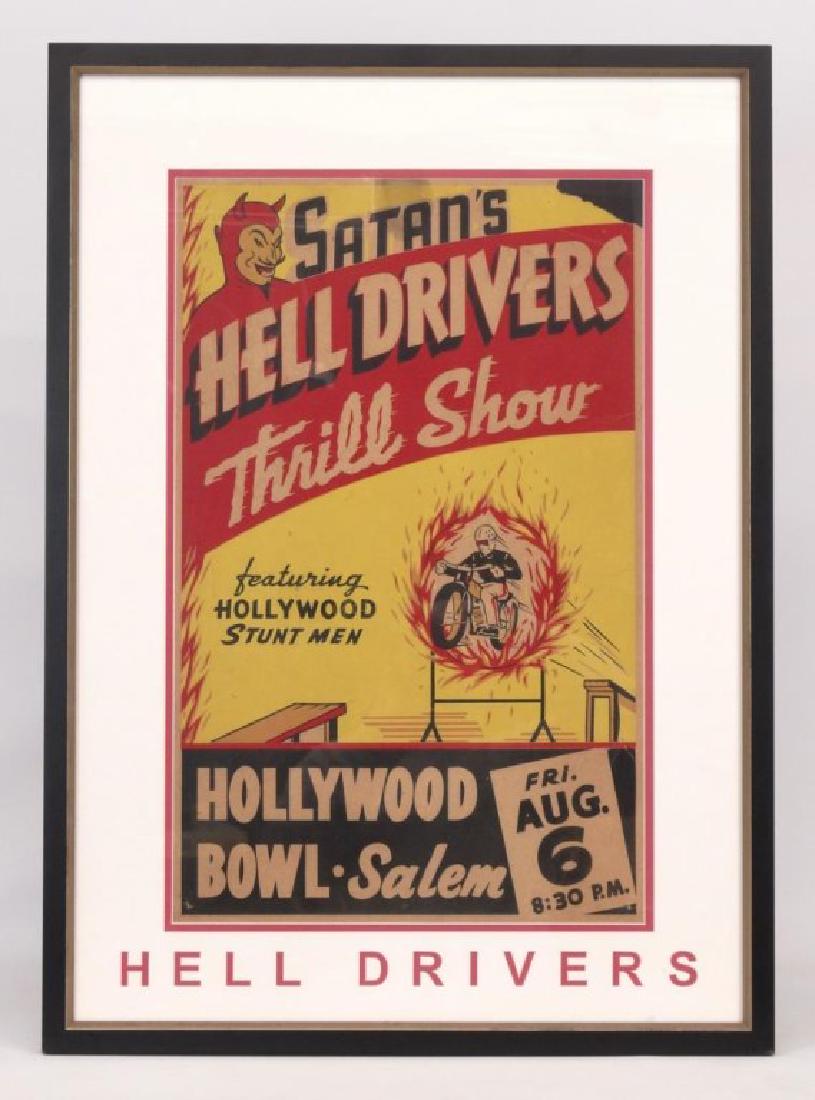 SATAN'S
HELL DRIVERS
Thrill Show
featuring
HOLLYWOOD
STUNT MEN
HOLLYWOOD
BOWL · Salem
FRI.
AUG.
6
8:30 P.M.
HELL DRIVERS